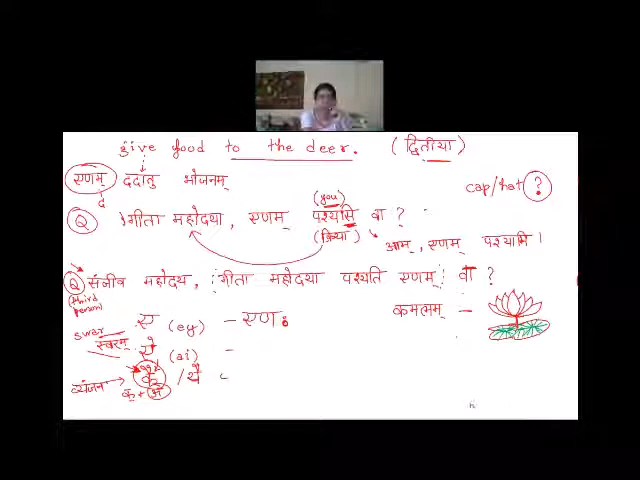 give food to the deer. (द्वितीया)
एणम् ददातु भोजनम्
cap/hat ?
(you)
Q गीता महोदया, एणम् पश्यसि वा ?
(क्रिया) आम्, एणम् पश्यामि ।
Q संजीव महोदय, गीता महोदया पश्यति एणम् वा ?
(third person)
ए (ey) – एणः
कमलम् –
swar
स्वरम्
ऐ (ai) –
व्यंजन → के / यै
क् +